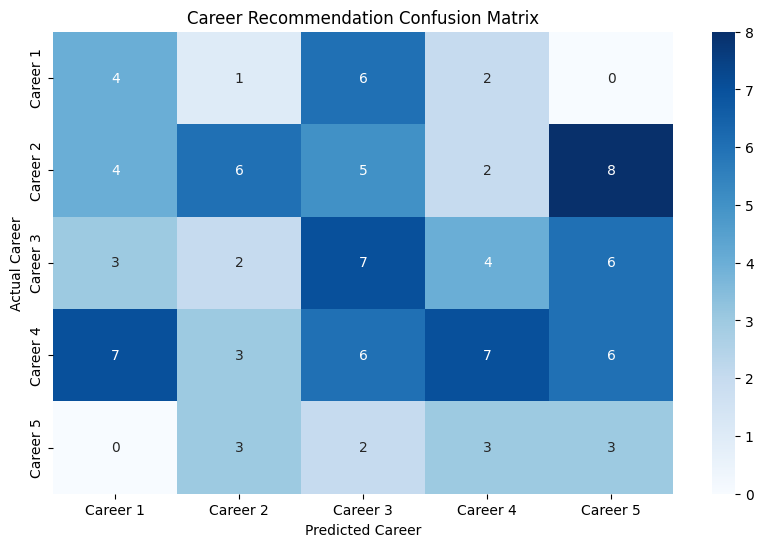 Career Recommendation Confusion Matrix
Actual Career
Career 1
4 1 6 2 0
Career 2
4 6 5 2 8
Career 3
3 2 7 4 6
Career 4
7 3 6 7 6
Career 5
0 3 2 3 3
Career 1 Career 2 Career 3 Career 4 Career 5
Predicted Career
8
7
6
5
4
3
2
1
0